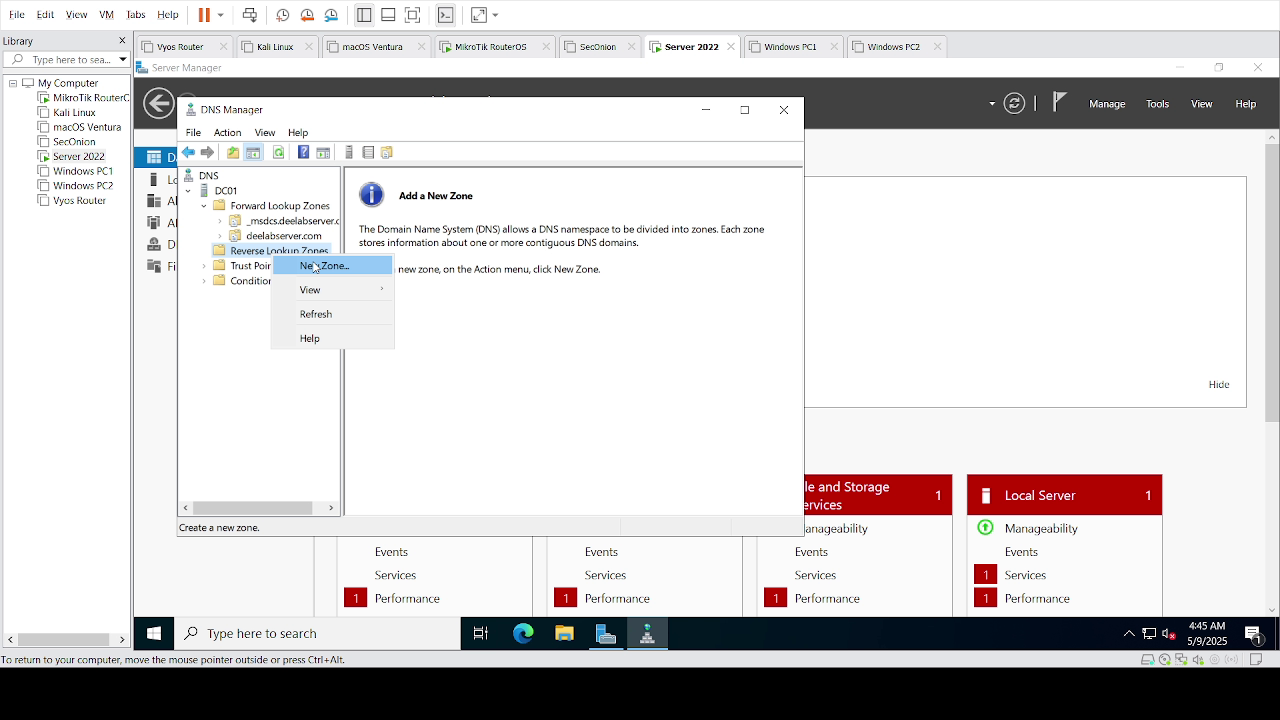 File Edit View VM Tabs Help
Library
Type here to sea...
Vyos Router
Kali Linux
macOS Ventura
MikroTik RouterOS
SecOnion
Server 2022
Windows PC1
Windows PC2
My Computer
MikroTik RouterO
Kali Linux
macOS Ventura
SecOnion
Server 2022
Windows PC1
Windows PC2
Vyos Router
Server Manager
Manage Tools View Help
DNS Manager
File Action View Help
DNS
DC01
Forward Lookup Zones
_msdcs.deelabserver.c
deelabserver.com
Reverse Lookup Zones
Trust Poin
Condition
New Zone...
View
Refresh
Help
Add a New Zone
The Domain Name System (DNS) allows a DNS namespace to be divided into zones. Each zone
stores information about one or more contiguous DNS domains.
new zone, on the Action menu, click New Zone.
Create a new zone.
Hide
le and Storage
ervices
1
Local Server 1
anageability
Manageability
Events
Events
Events
Events
Services
Services
Services
1 Services
1 Performance
1 Performance
1 Performance
1 Performance
Type here to search
4:45 AM
5/9/2025
1
To return to your computer, move the mouse pointer outside or press Ctrl+Alt.